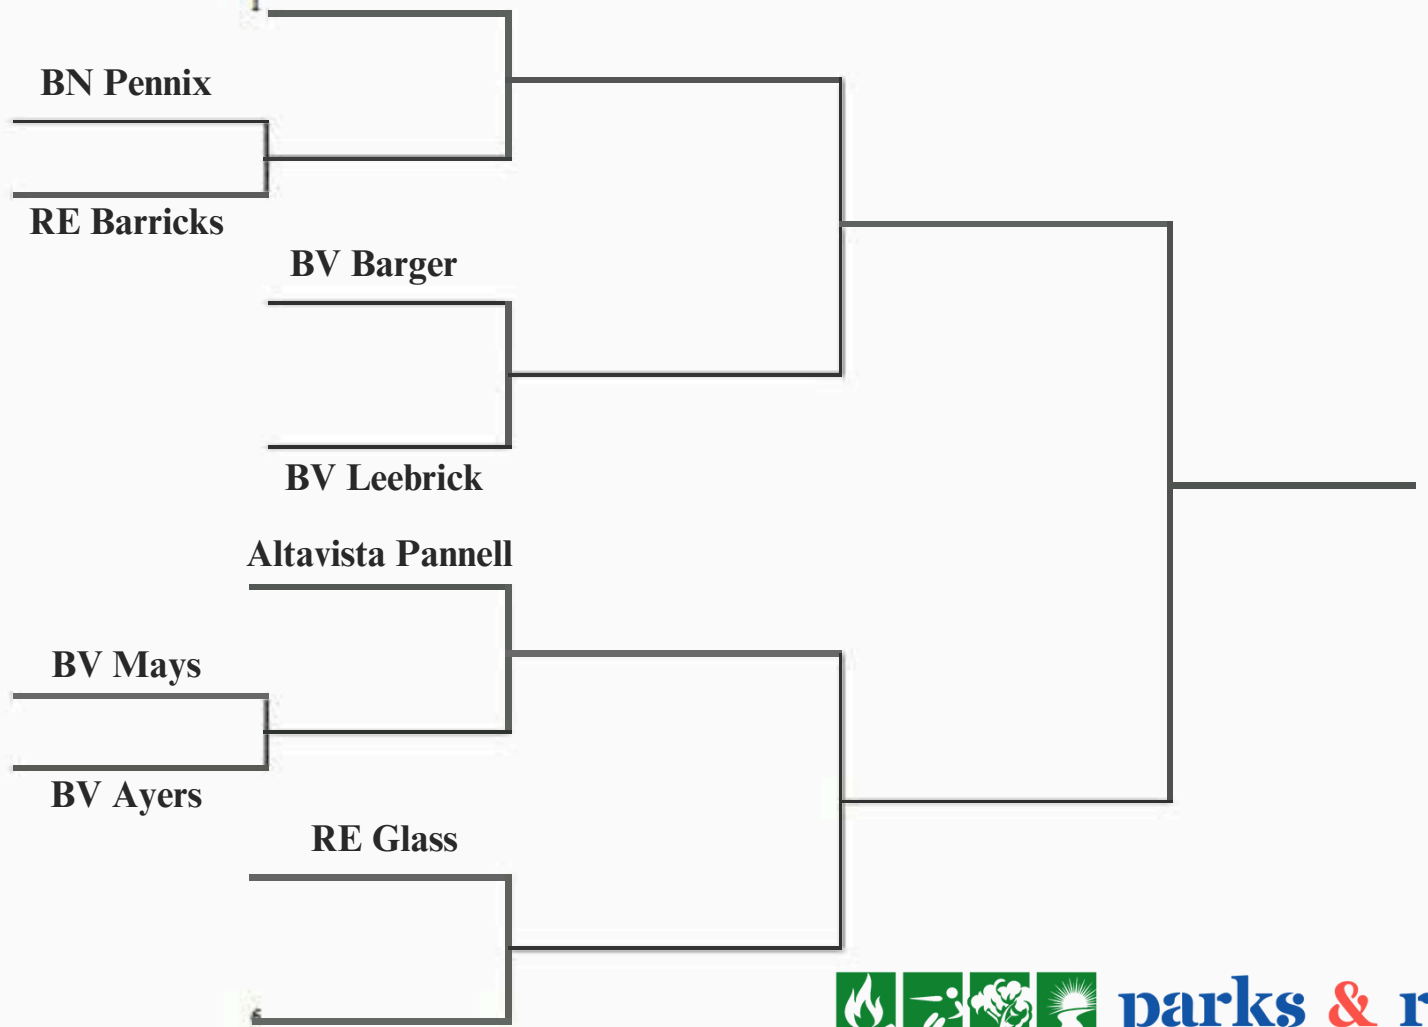 BN Pennix
RE Barricks
BV Barger
BV Leebrick
Altavista Pannell
BV Mays
BV Ayers
RE Glass
parks & r